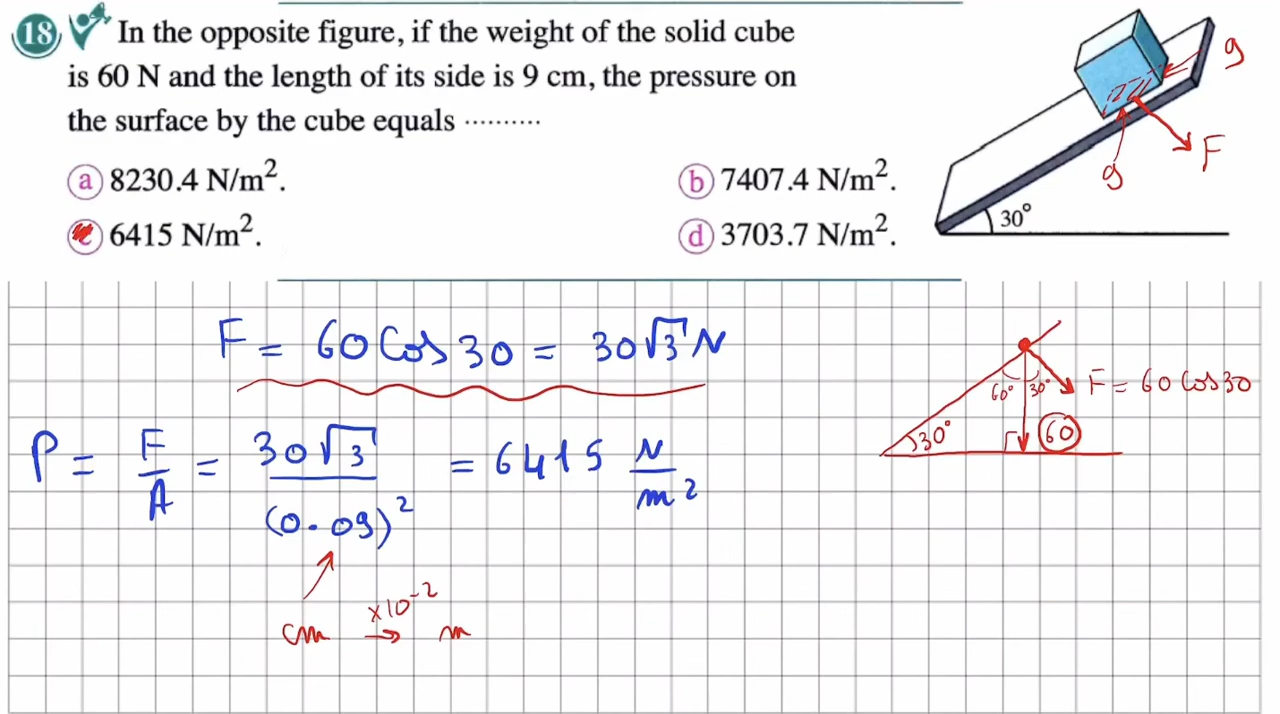 18 In the opposite figure, if the weight of the solid cube
is 60 N and the length of its side is 9 cm, the pressure on
the surface by the cube equals ··········
a 8230.4 N/m².
b 7407.4 N/m².
c 6415 N/m².
d 3703.7 N/m².
9
F
9
30°
F = 60 Cos 30 = 30√3 N
P = F/A = 30√3/(0.09)² = 6415 N/m²
cm ×10⁻² → m
60° 30° F = 60 Cos 30
30° 60